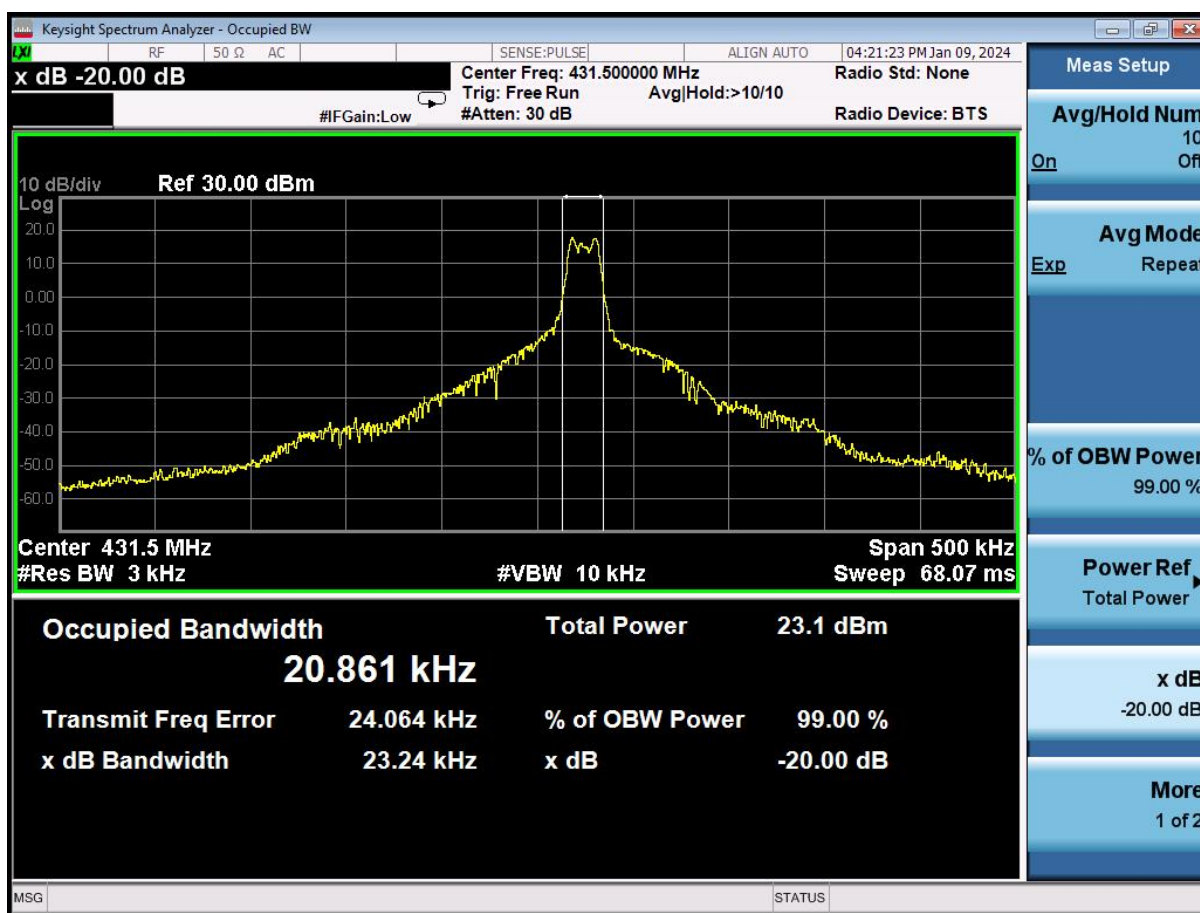 Keysight Spectrum Analyzer - Occupied BW
LXI RF 50 Ω AC SENSE:PULSE ALIGN AUTO 04:21:23 PM Jan 09, 2024
x dB -20.00 dB
Center Freq: 431.500000 MHz Radio Std: None
Trig: Free Run Avg|Hold:>10/10
#IFGain:Low #Atten: 30 dB Radio Device: BTS
10 dB/div Ref 30.00 dBm
Log
20.0
10.0
0.00
-10.0
-20.0
-30.0
-40.0
-50.0
-60.0
Center 431.5 MHz Span 500 kHz
#Res BW 3 kHz #VBW 10 kHz Sweep 68.07 ms
Occupied Bandwidth Total Power 23.1 dBm
20.861 kHz
Transmit Freq Error 24.064 kHz % of OBW Power 99.00 %
x dB Bandwidth 23.24 kHz x dB -20.00 dB
MSG STATUS
Meas Setup
Avg/Hold Num
10
On Off
Avg Mode
Exp Repeat
% of OBW Power
99.00 %
Power Ref
Total Power
x dB
-20.00 dB
More
1 of 2